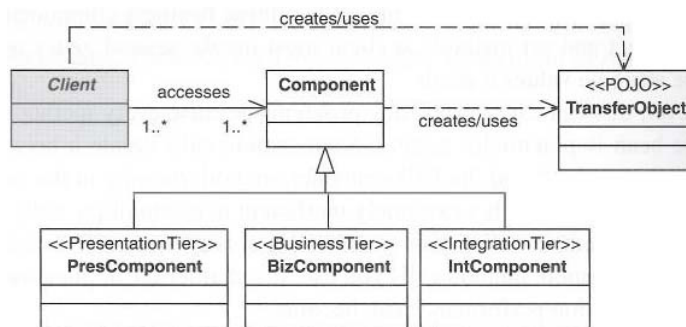 creates/uses
<<POJO>>
TransferObject
Client
accesses
Component
1..*
1..*
creates/uses
<<PresentationTier>>
PresComponent
<<BusinessTier>>
BizComponent
<<IntegrationTier>>
IntComponent